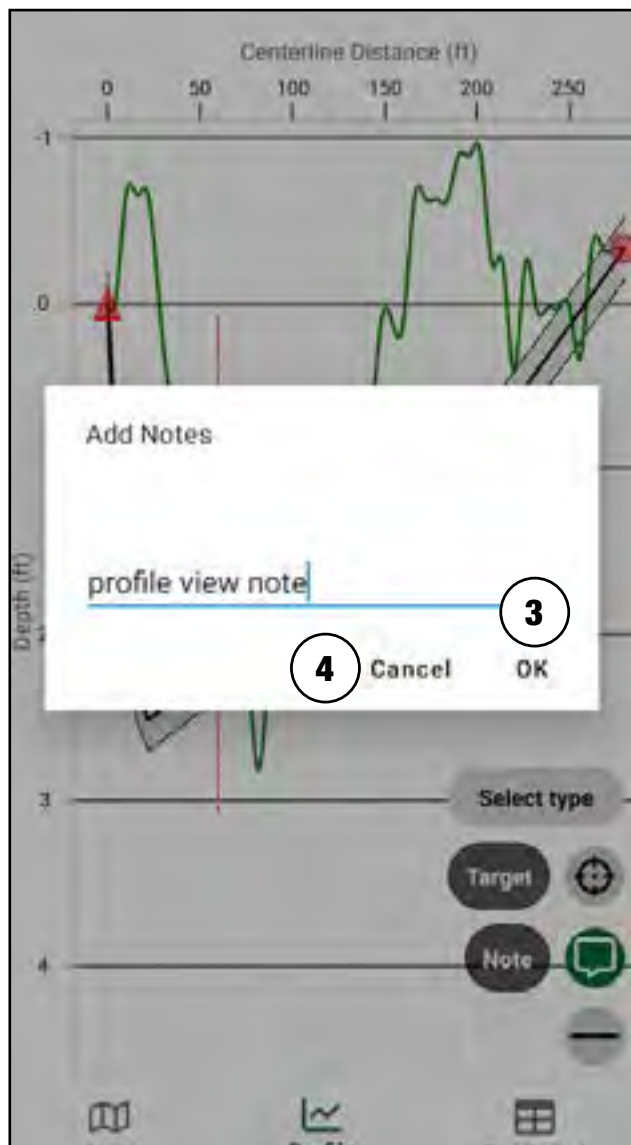 Centerline Distance (ft)
0 50 100 150 200 250
-1
0
Add Notes
profile view note
3
Depth (ft)
4 Cancel OK
3
Select type
Target
Note
4